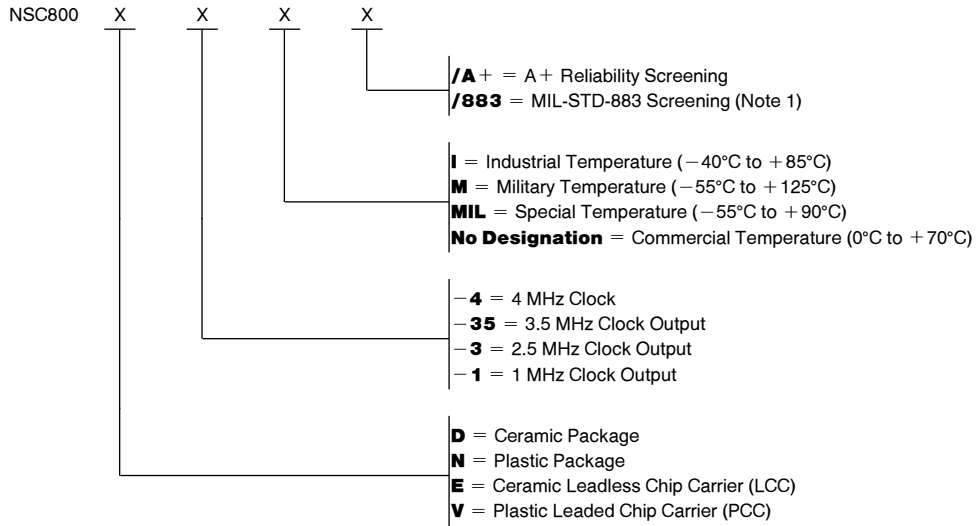 NSC800 X X X X
/A+ = A+ Reliability Screening
/883 = MIL-STD-883 Screening (Note 1)
I = Industrial Temperature (−40°C to +85°C)
M = Military Temperature (−55°C to +125°C)
MIL = Special Temperature (−55°C to +90°C)
No Designation = Commercial Temperature (0°C to +70°C)
−4 = 4 MHz Clock
−35 = 3.5 MHz Clock Output
−3 = 2.5 MHz Clock Output
−1 = 1 MHz Clock Output
D = Ceramic Package
N = Plastic Package
E = Ceramic Leadless Chip Carrier (LCC)
V = Plastic Leaded Chip Carrier (PCC)